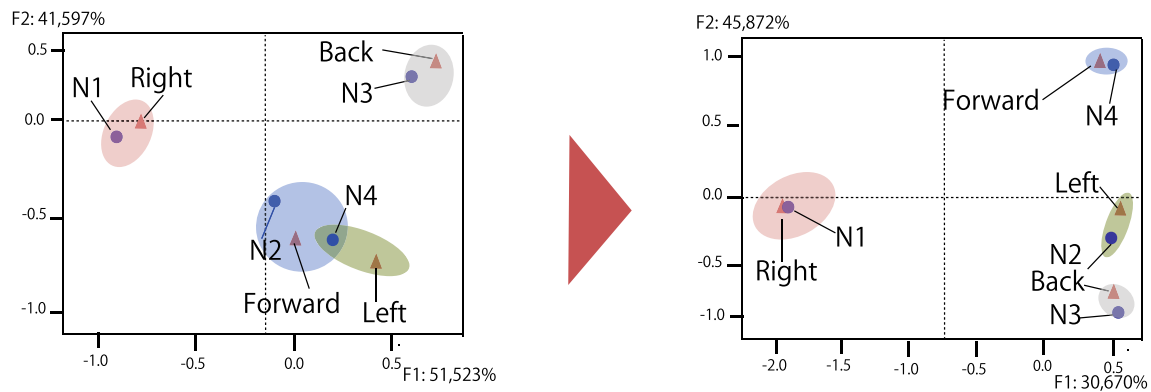 F2: 41,597%
0.5
0.0
-0.5
-1.0
-1.0
-0.5
0.0
0.5
F1: 51,523%
N1
Right
Back
N3
N4
N2
Forward
Left
F2: 45,872%
1.0
0.5
0.0
-0.5
-1.0
-2.0
-1.5
-1.0
-0.5
0.0
0.5
F1: 30,670%
Forward
N4
Left
N1
Right
N2
Back
N3